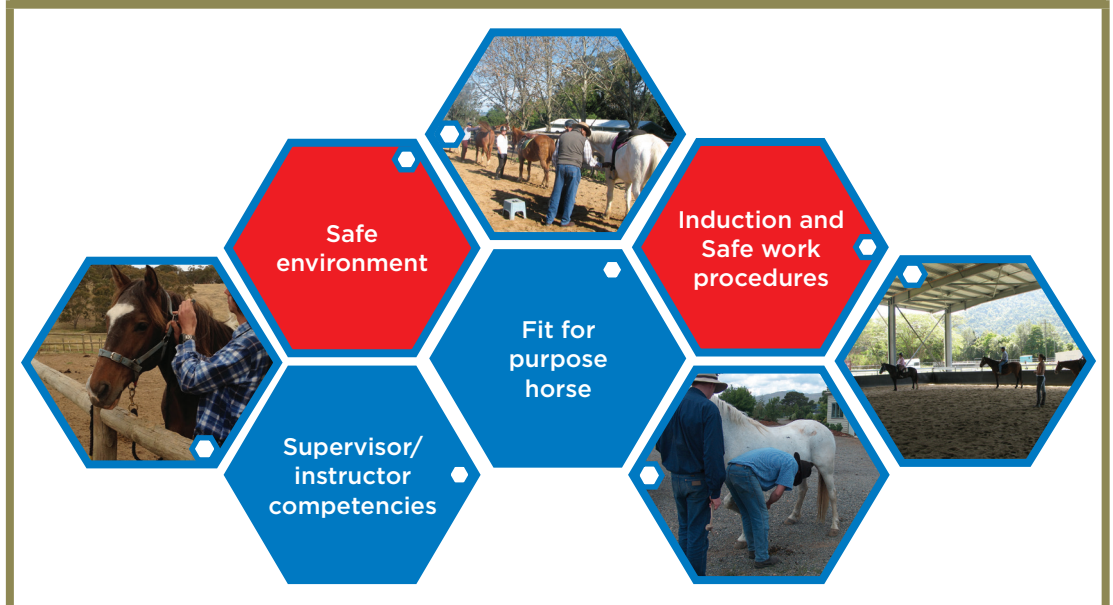 Safe
environment
Induction and
Safe work
procedures
Fit for
purpose
horse
Supervisor/
instructor
competencies